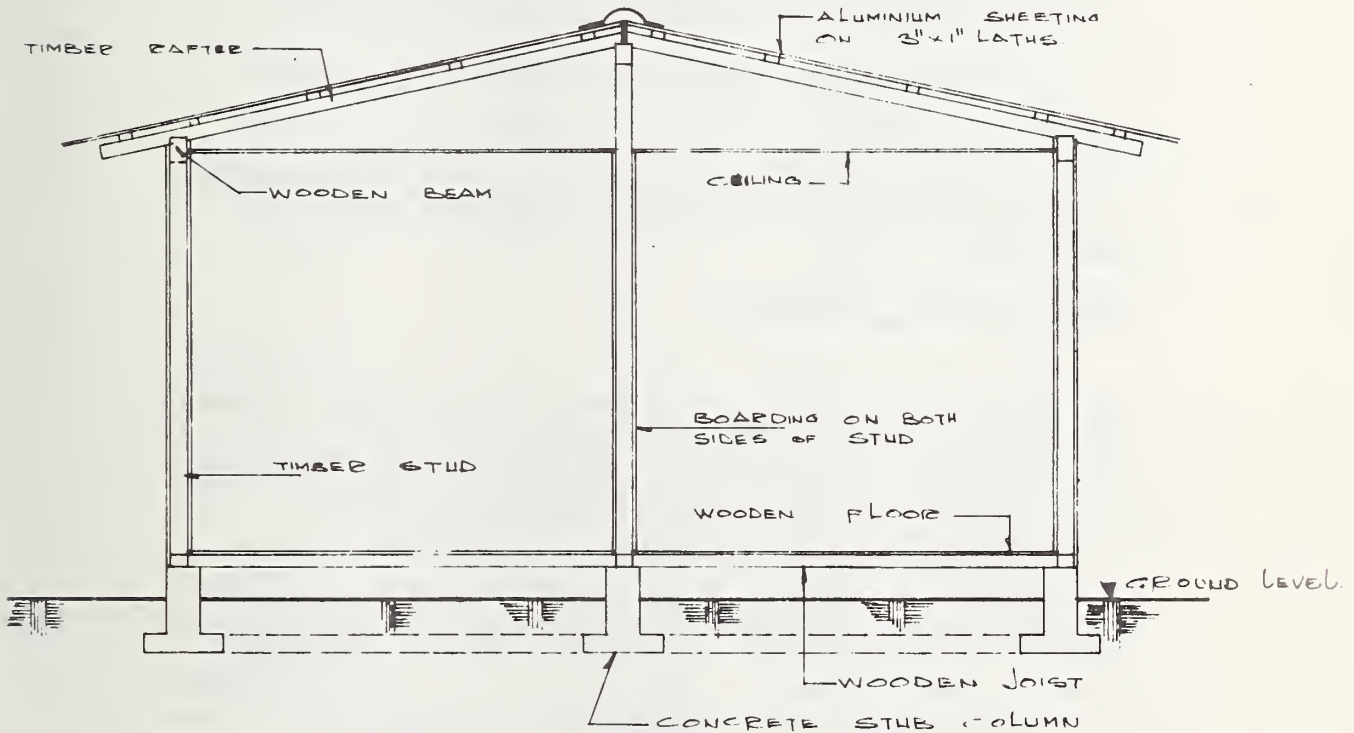 ALUMINIUM SHEETING
ON 3"x1" LATHS.
TIMBER RAFTER
WOODEN BEAM
CEILING
BOARDING ON BOTH
SIDES OF STUD
TIMBER STUD
WOODEN FLOOR
GROUND LEVEL.
WOODEN JOIST
CONCRETE STUB COLUMN